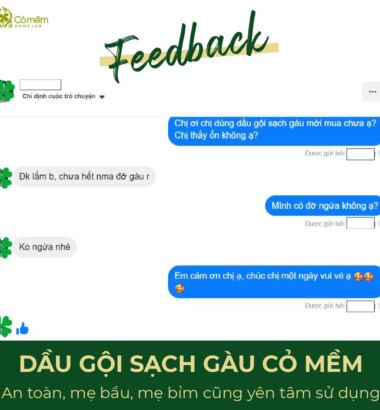 Cỏ mềm
HOME LAB
Feedback
Chỉ định cuộc trò chuyện
Chị ơi chị dùng dầu gội sạch gàu mới mua chưa ạ?
Chị thấy ổn không ạ?
Được gửi bởi
Đk lắm b, chưa hết nma đỡ gàu r
Mình có đỡ ngứa không ạ?
Được gửi bởi
Ko ngứa nhé
Em cảm ơn chị ạ, chúc chị một ngày vui vẻ ạ 🥰🥰
🥰
Được gửi bởi
DẦU GỘI SẠCH GÀU CỎ MỀM
An toàn, mẹ bầu, mẹ bỉm cũng yên tâm sử dụng